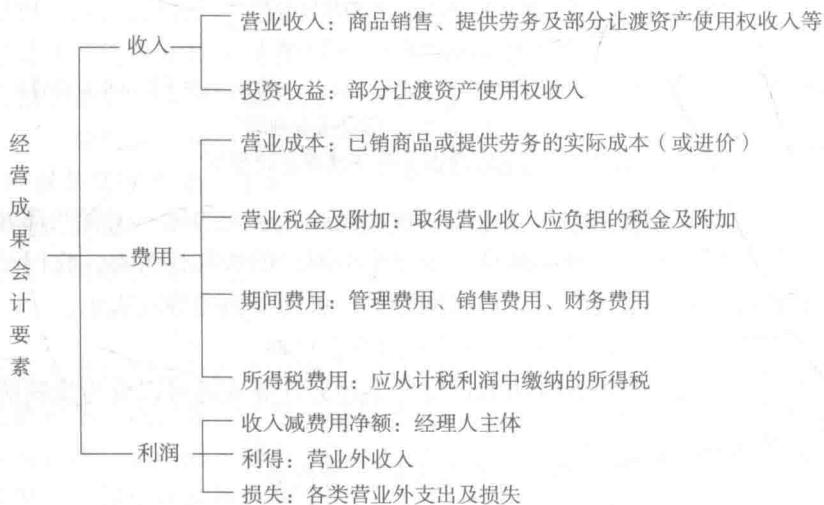 经营成果会计要素
收入
营业收入：商品销售、提供劳务及部分让渡资产使用权收入等
投资收益：部分让渡资产使用权收入
费用
营业成本：已销商品或提供劳务的实际成本（或进价）
营业税金及附加：取得营业收入应负担的税金及附加
期间费用：管理费用、销售费用、财务费用
所得税费用：应从计税利润中缴纳的所得税
利润
收入减费用净额：经理人主体
利得：营业外收入
损失：各类营业外支出及损失